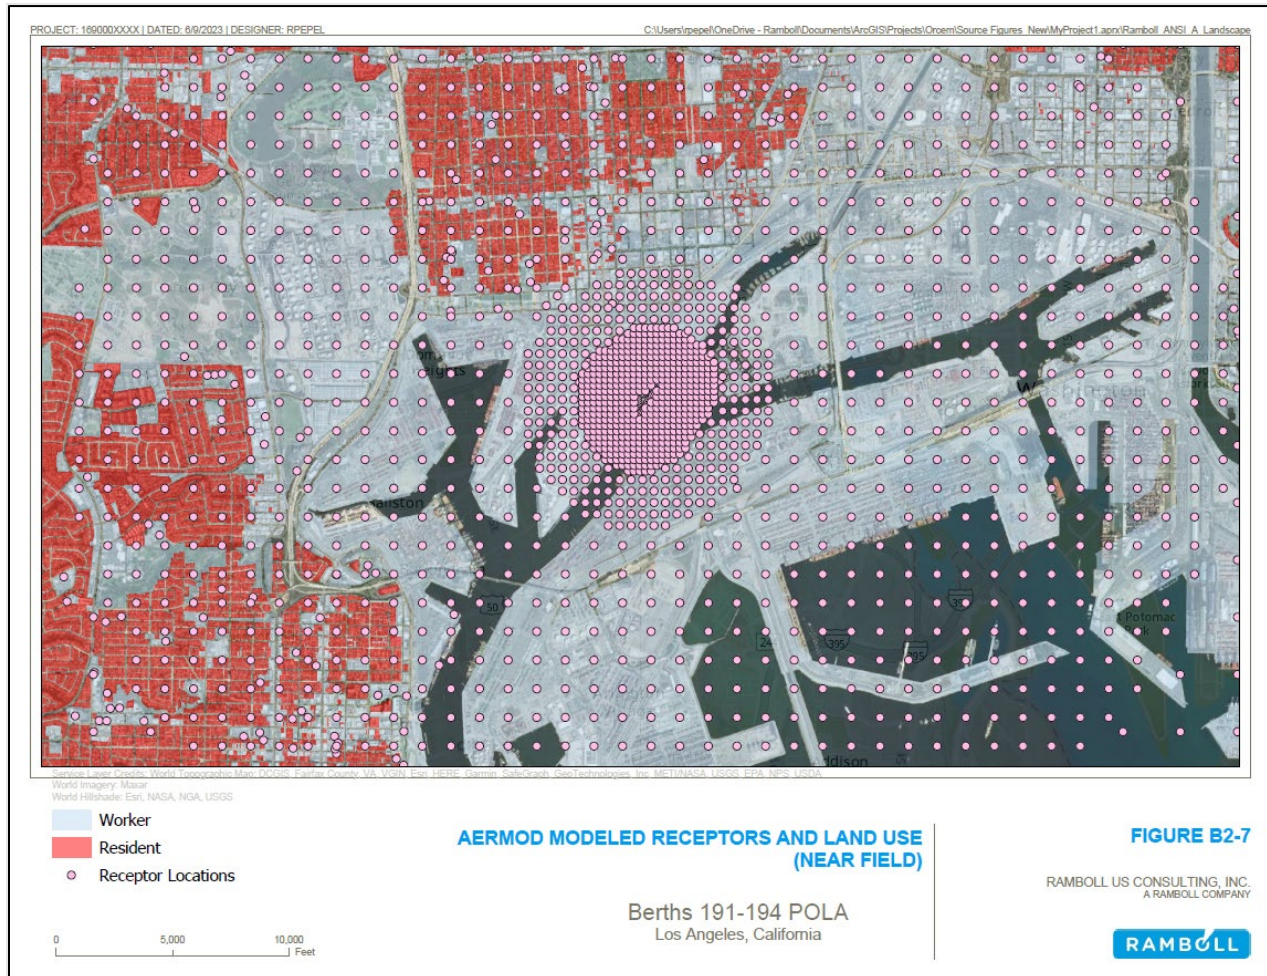 PROJECT: 169000XXXX | DATED: 6/9/2023 | DESIGNER: RPEPEL
C:\Users\rpepel\OneDrive - Ramboll\Documents\ArcGIS\Projects\Orcem\Source Figures_New\MyProject1.aprx\Ramboll_ANSI_A_Landscape
50
24
395
395
Service Layer Credits: World Topographic Map: DCGIS, Fairfax County, VA, VGIN, Esri, HERE, Garmin, SafeGraph, GeoTechnologies, Inc, METI/NASA, USGS, EPA, NPS, USDA
World Imagery: Maxar
World Hillshade: Esri, NASA, NGA, USGS
Worker
Resident
Receptor Locations
0 5,000 10,000
Feet
AERMOD MODELED RECEPTORS AND LAND USE
(NEAR FIELD)
Berths 191-194 POLA
Los Angeles, California
FIGURE B2-7
RAMBOLL US CONSULTING, INC.
A RAMBOLL COMPANY
RAMBOLL